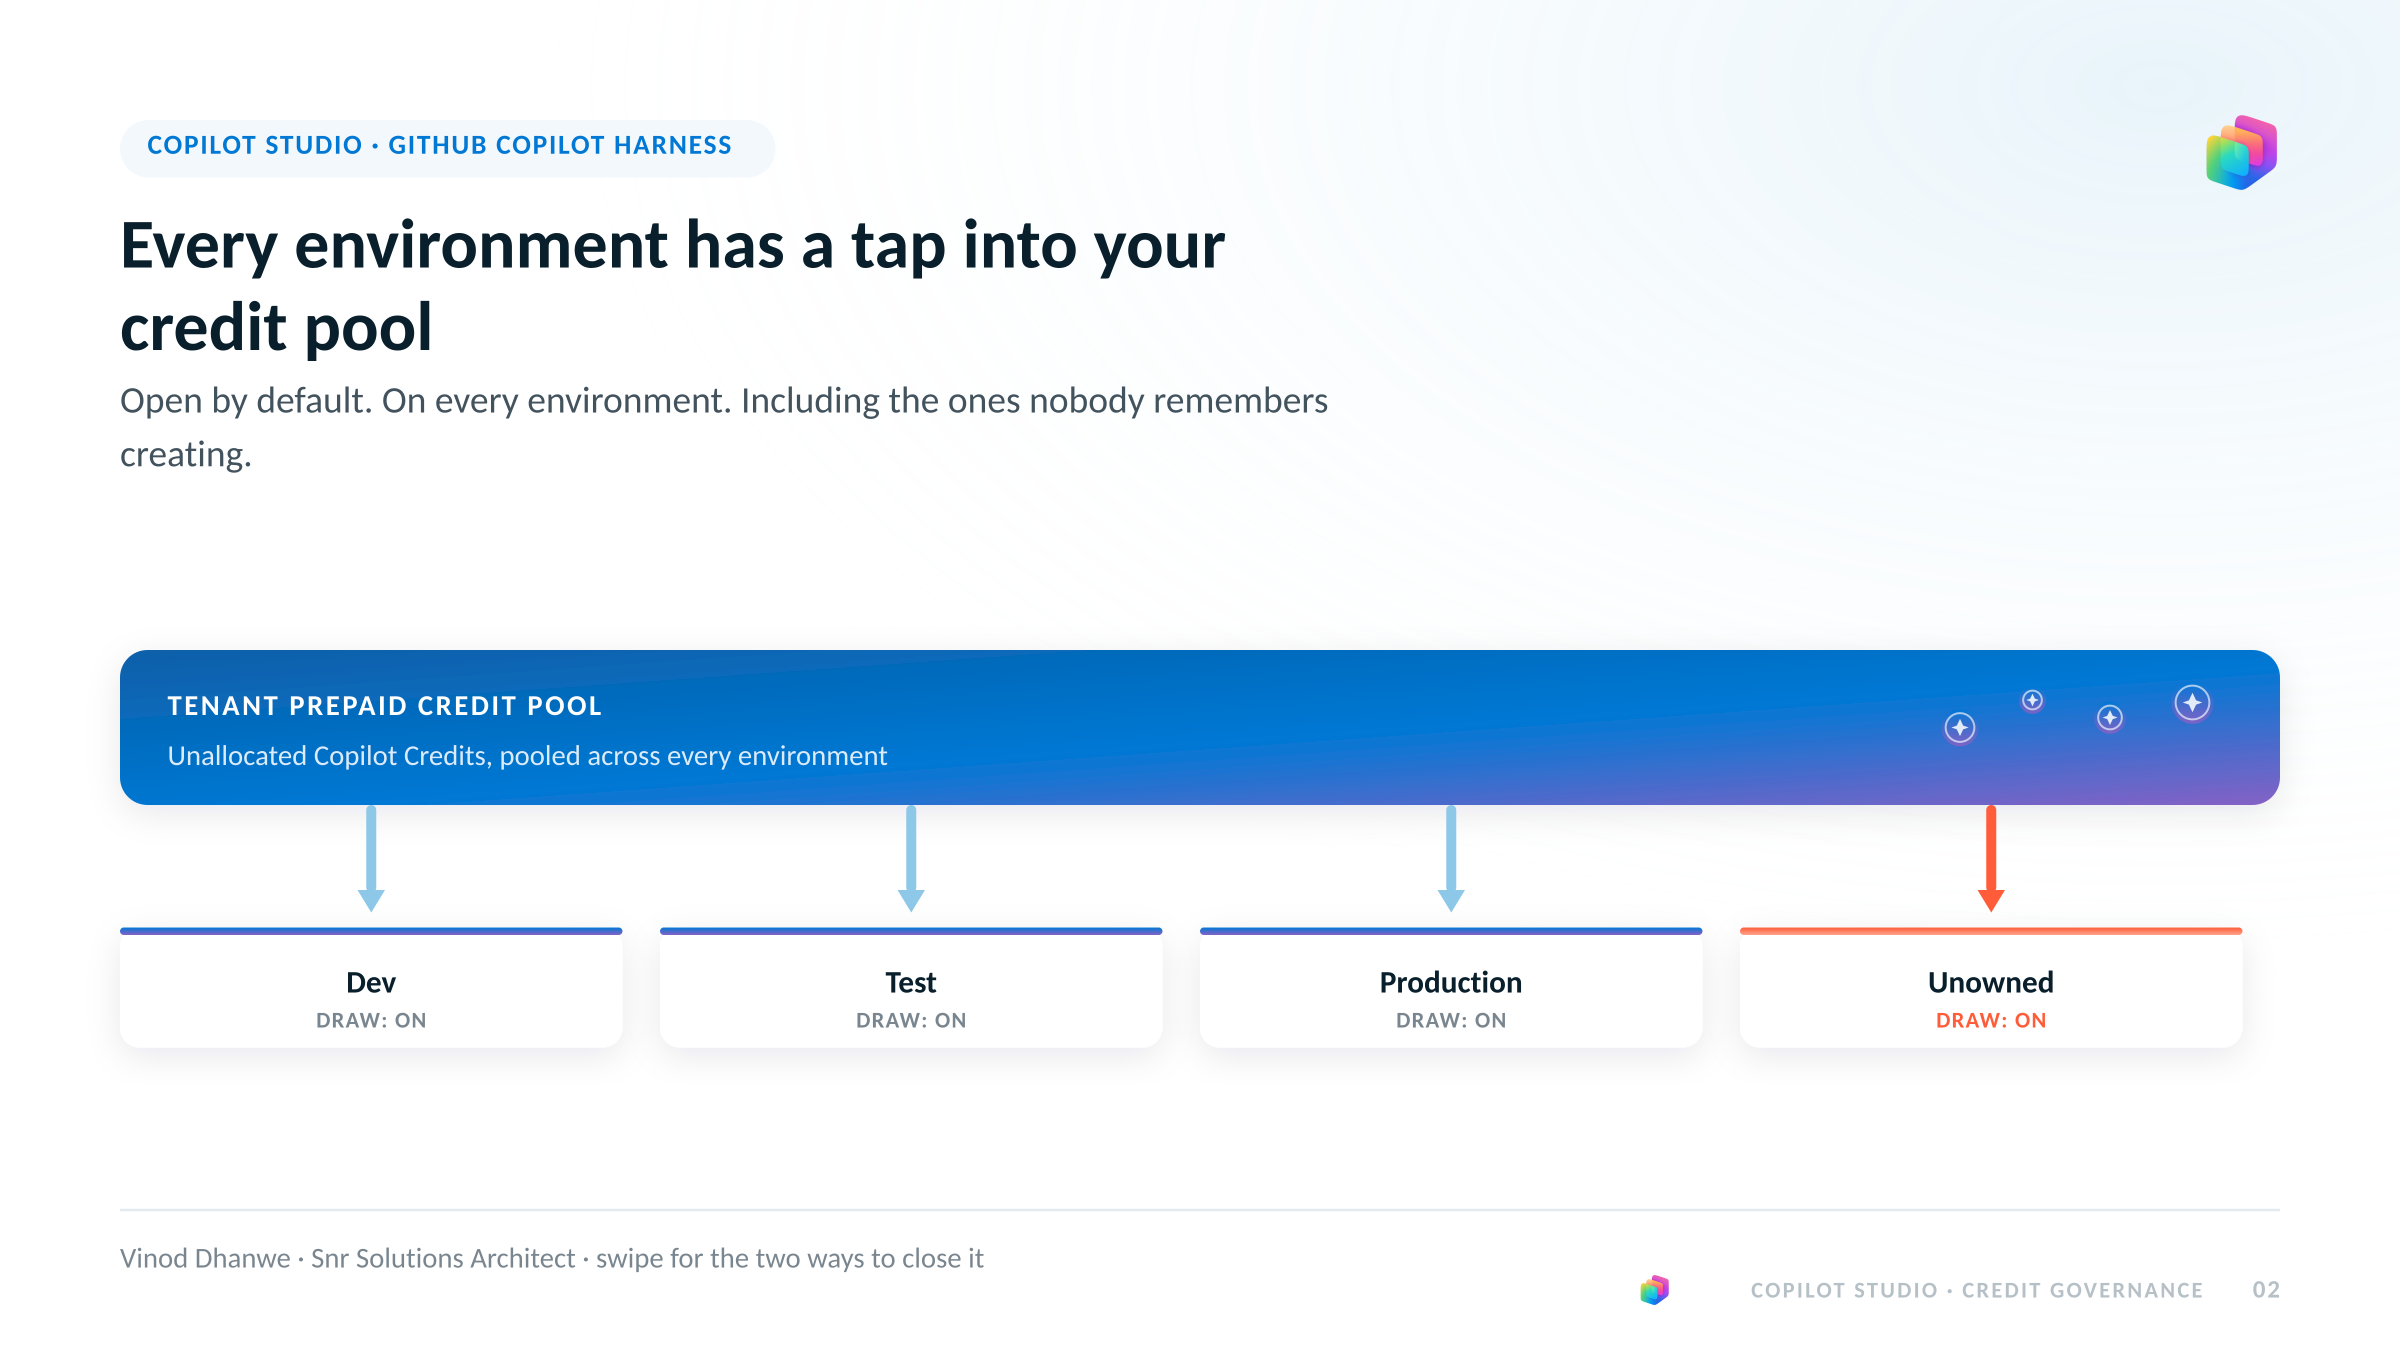 COPILOT STUDIO · GITHUB COPILOT HARNESS
Every environment has a tap into your
credit pool
Open by default. On every environment. Including the ones nobody remembers
creating.
TENANT PREPAID CREDIT POOL
Unallocated Copilot Credits, pooled across every environment
Dev
DRAW: ON
Test
DRAW: ON
Production
DRAW: ON
Unowned
DRAW: ON
Vinod Dhanwe · Snr Solutions Architect · swipe for the two ways to close it
COPILOT STUDIO · CREDIT GOVERNANCE 02